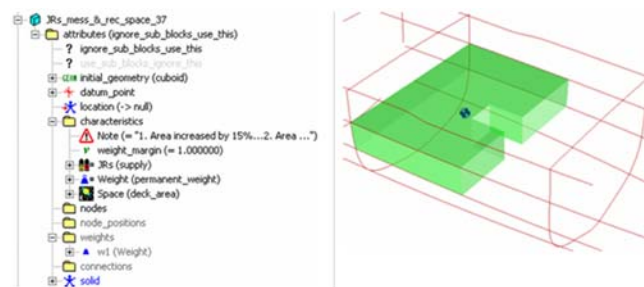 JRs_mess_&_rec_space_37
attributes (ignore_sub_blocks_use_this)
? ignore_sub_blocks_use_this
? use_sub_blocks_ignore_this
initial_geometry (cuboid)
datum_point
location (-> null)
characteristics
Note (= "1. Area increased by 15%...2. Area ...")
weight_margin (= 1.000000)
JRs (supply)
Weight (permanent_weight)
Space (deck_area)
nodes
node_positions
weights
w1 (Weight)
connections
solid